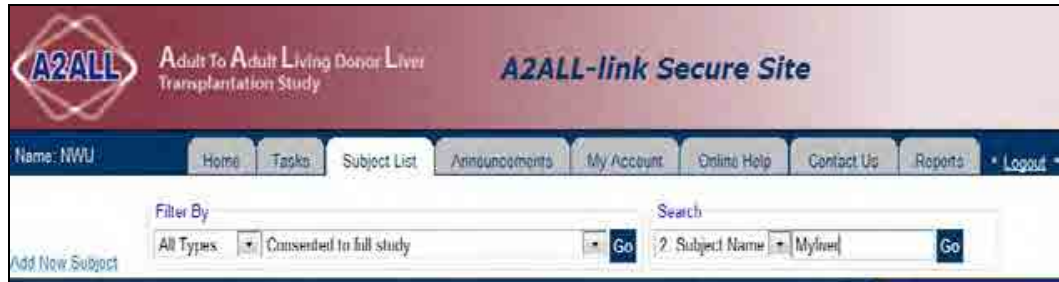 A2ALL
Adult To Adult Living Donor Liver
Transplantation Study
A2ALL-link Secure Site
Name: NWU
Home Tasks Subject List Announcements My Account Online Help Contact Us Reports • Logout •
Filter By Search
All Types Consented to full study Go 2. Subject Name Myliver Go
Add New Subject